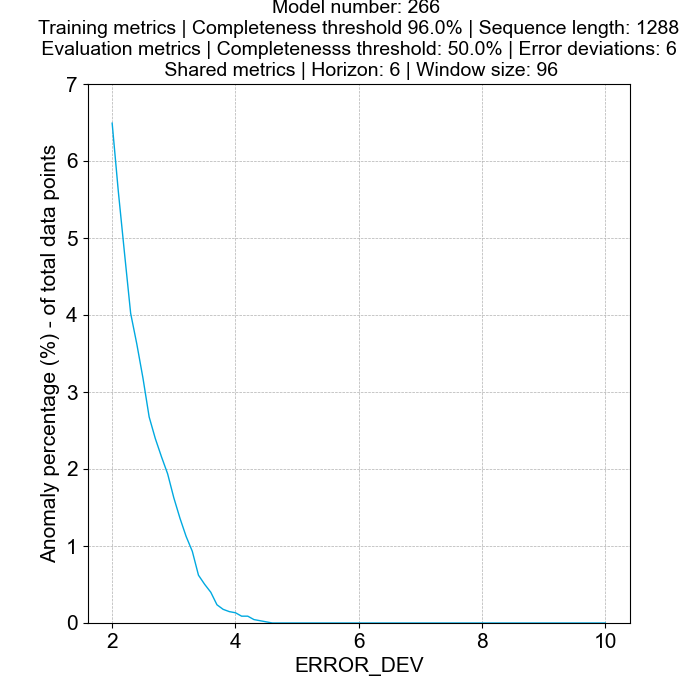 Model number: 266
Training metrics | Completeness threshold 96.0% | Sequence length: 1288
Evaluation metrics | Completenesss threshold: 50.0% | Error deviations: 6
Shared metrics | Horizon: 6 | Window size: 96
Anomaly percentage (%) - of total data points
7
6
5
4
3
2
1
0
2 4 6 8 10
ERROR_DEV